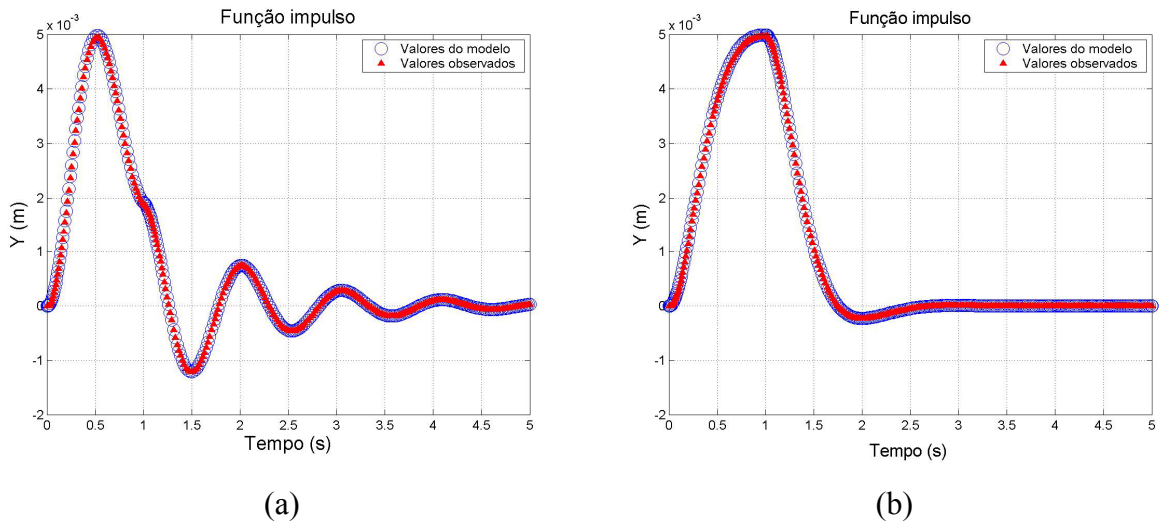 Função impulso
x 10⁻³
Valores do modelo
Valores observados
5
4
3
2
1
0
-1
-2
Y (m)
0 0.5 1 1.5 2 2.5 3 3.5 4 4.5 5
Tempo (s)
(a)
Função impulso
x 10⁻³
Valores do modelo
Valores observados
5
4
3
2
1
0
-1
-2
Y (m)
0 0.5 1 1.5 2 2.5 3 3.5 4 4.5 5
Tempo (s)
(b)